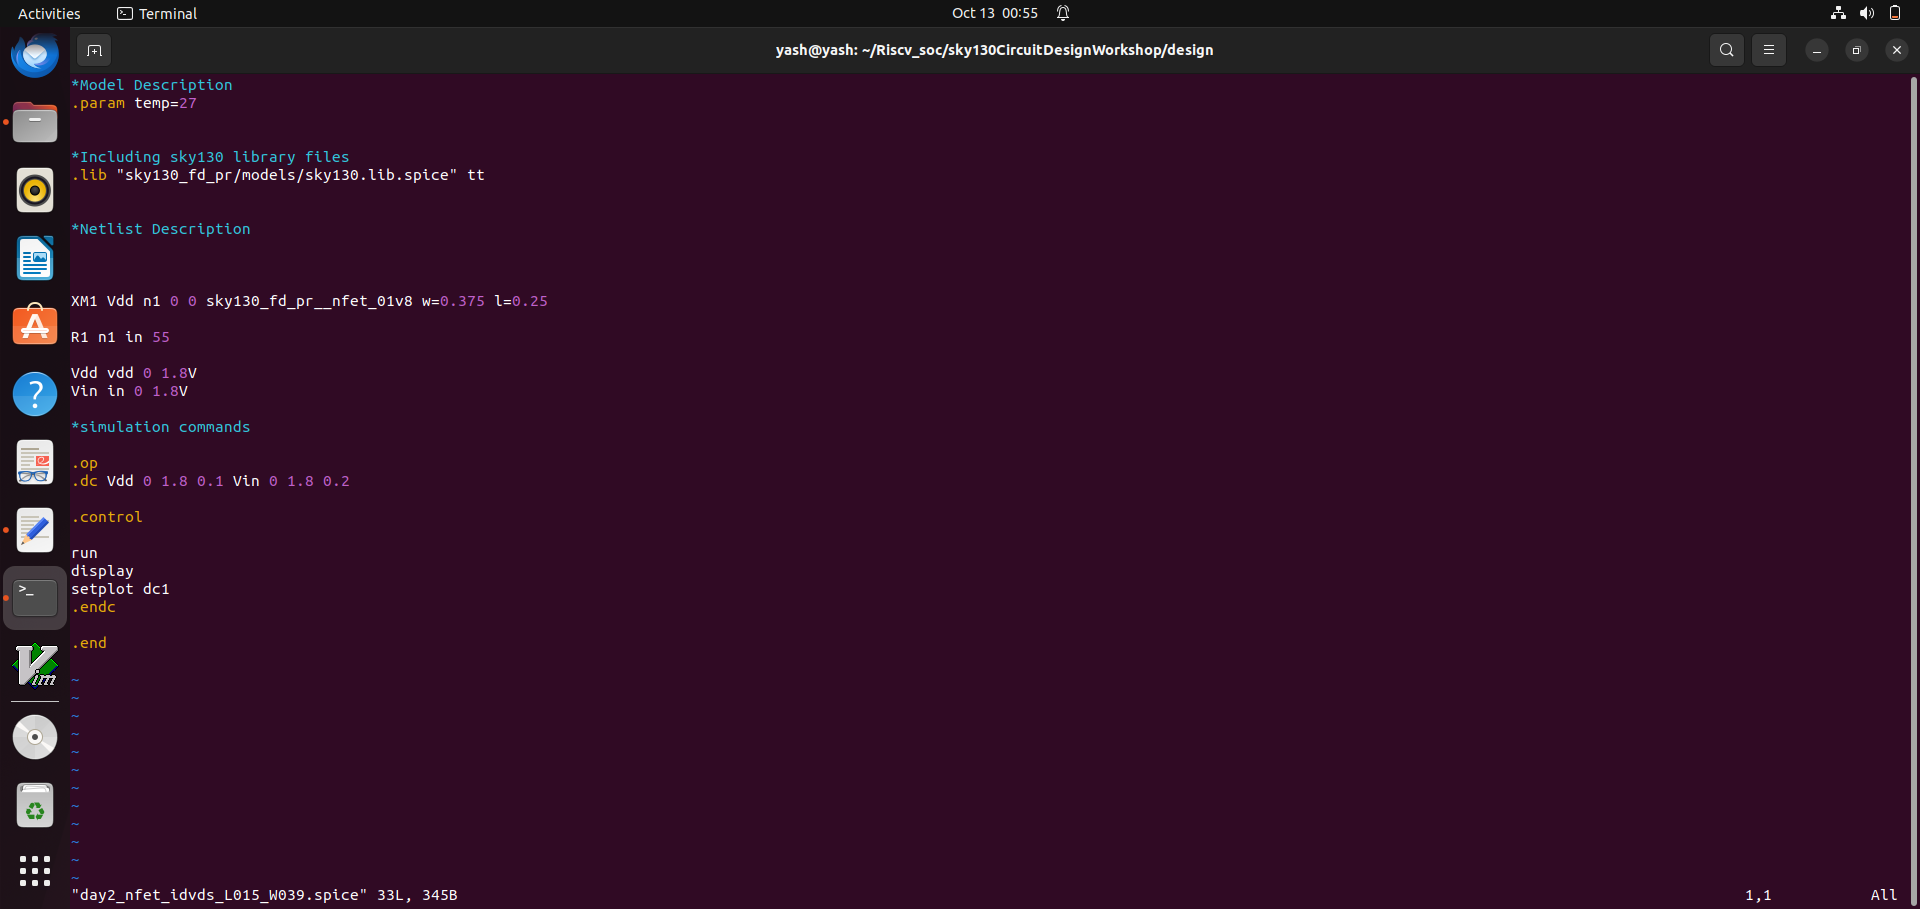 Activities
Terminal
Oct 13 00:55
yash@yash: ~/Riscv_soc/sky130CircuitDesignWorkshop/design
*Model Description
.param temp=27
*Including sky130 library files
.lib "sky130_fd_pr/models/sky130.lib.spice" tt
*Netlist Description
XM1 Vdd n1 0 0 sky130_fd_pr__nfet_01v8 w=0.375 l=0.25
R1 n1 in 55
Vdd vdd 0 1.8V
Vin in 0 1.8V
*simulation commands
.op
.dc Vdd 0 1.8 0.1 Vin 0 1.8 0.2
.control
run
display
setplot dc1
.endc
.end
~
~
~
~
~
~
~
~
~
~
~
~
"day2_nfet_idvds_L015_W039.spice" 33L, 345B 1,1 All